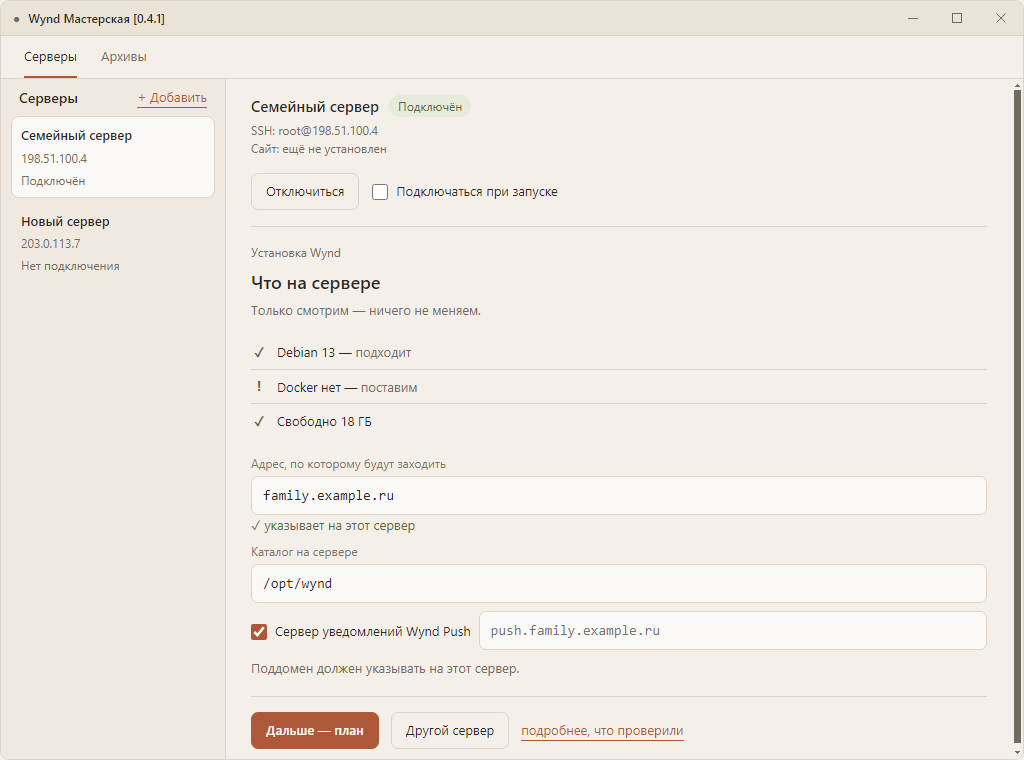 Wynd Мастерская [0.4.1]
Серверы
Архивы
Серверы
+ Добавить
Семейный сервер
198.51.100.4
Подключён
Новый сервер
203.0.113.7
Нет подключения
Семейный сервер
Подключён
SSH: root@198.51.100.4
Сайт: ещё не установлен
Отключиться
Подключаться при запуске
Установка Wynd
Что на сервере
Только смотрим — ничего не меняем.
✓ Debian 13 — подходит
! Docker нет — поставим
✓ Свободно 18 ГБ
Адрес, по которому будут заходить
family.example.ru
✓ указывает на этот сервер
Каталог на сервере
/opt/wynd
Сервер уведомлений Wynd Push
push.family.example.ru
Поддомен должен указывать на этот сервер.
Дальше — план
Другой сервер
подробнее, что проверили